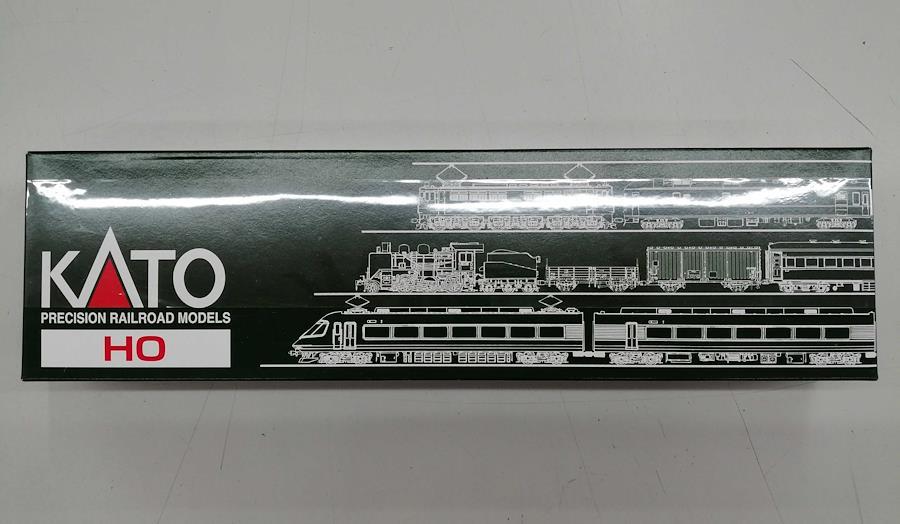 KATO
PRECISION RAILROAD MODELS
HO